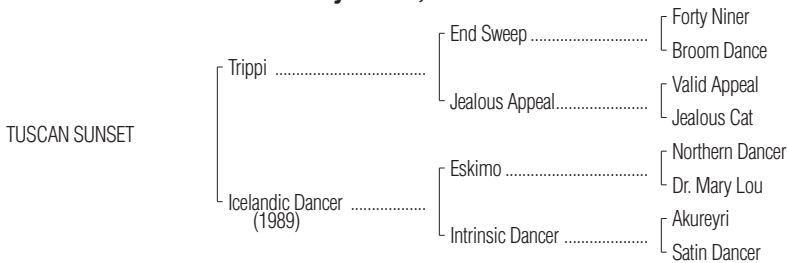 Forty Niner
End Sweep ............................
Broom Dance
Trippi ....................................
Valid Appeal
Jealous Appeal......................
Jealous Cat
TUSCAN SUNSET
Northern Dancer
Eskimo ..................................
Dr. Mary Lou
Icelandic Dancer ..................
(1989)
Akureyri
Intrinsic Dancer ....................
Satin Dancer